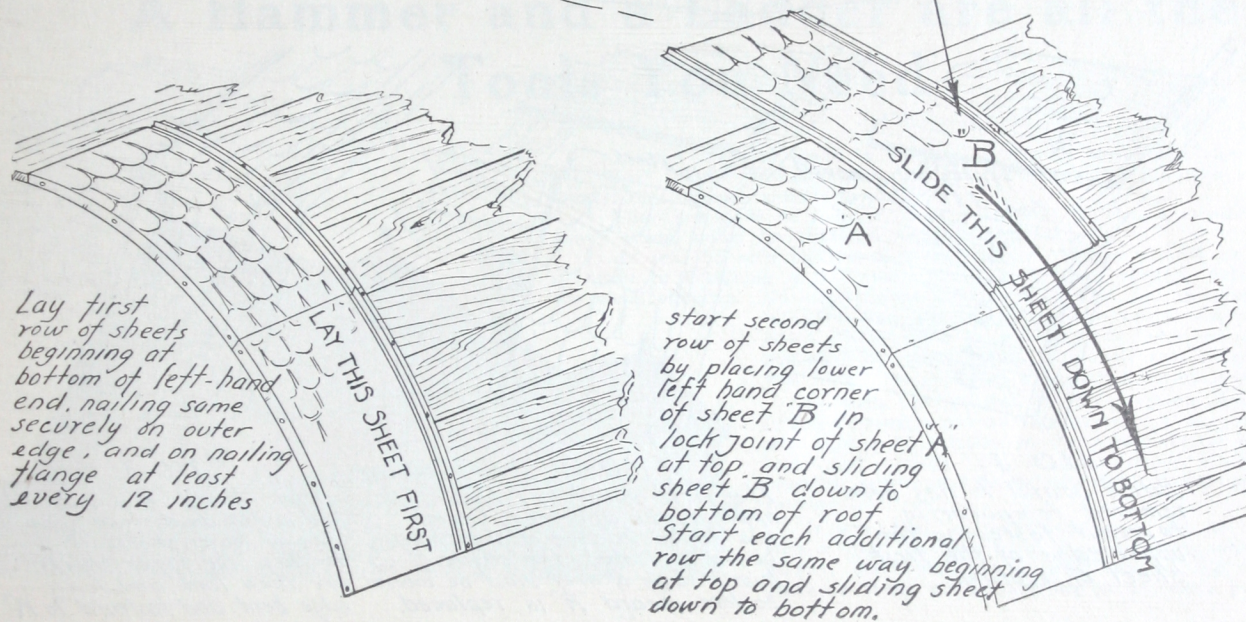 Lay first
row of sheets
beginning at
bottom of left-hand
end, nailing same
securely on outer
edge, and on nailing
flange at least
every 12 inches
LAY THIS SHEET FIRST
"A"
"B"
SLIDE THIS SHEET DOWN TO BOTTOM
start second
row of sheets
by placing lower
left hand corner
of sheet "B" in
lock joint of sheet "A"
at top and sliding
sheet "B" down to
bottom of roof
Start each additional
row the same way beginning
at top and sliding sheet
down to bottom.